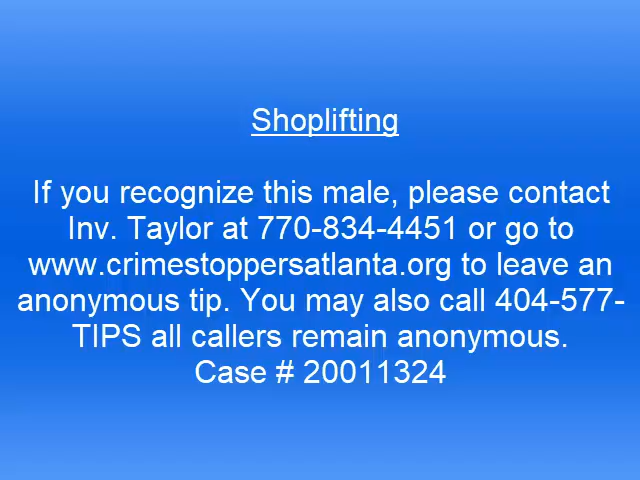 Shoplifting
If you recognize this male, please contact
Inv. Taylor at 770-834-4451 or go to
www.crimestoppersatlanta.org to leave an
anonymous tip. You may also call 404-577-
TIPS all callers remain anonymous.
Case # 20011324